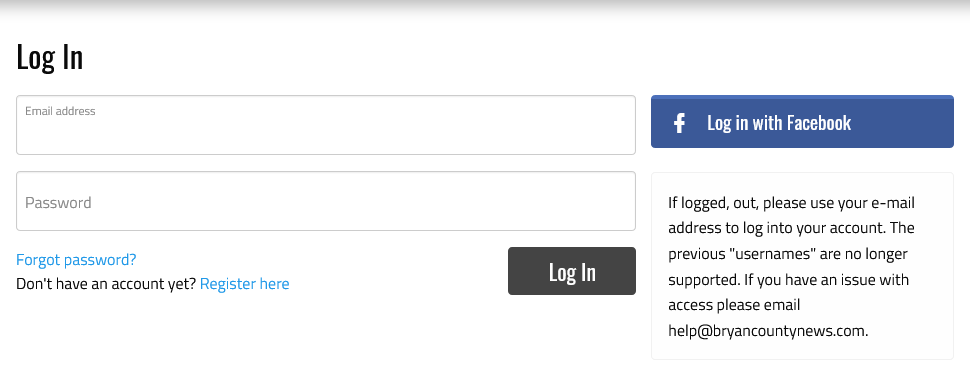 Log In
Email address
Password
Forgot password?
Don't have an account yet? Register here
Log In
Log in with Facebook
If logged, out, please use your e-mail
address to log into your account. The
previous "usernames" are no longer
supported. If you have an issue with
access please email
help@bryancountynews.com.